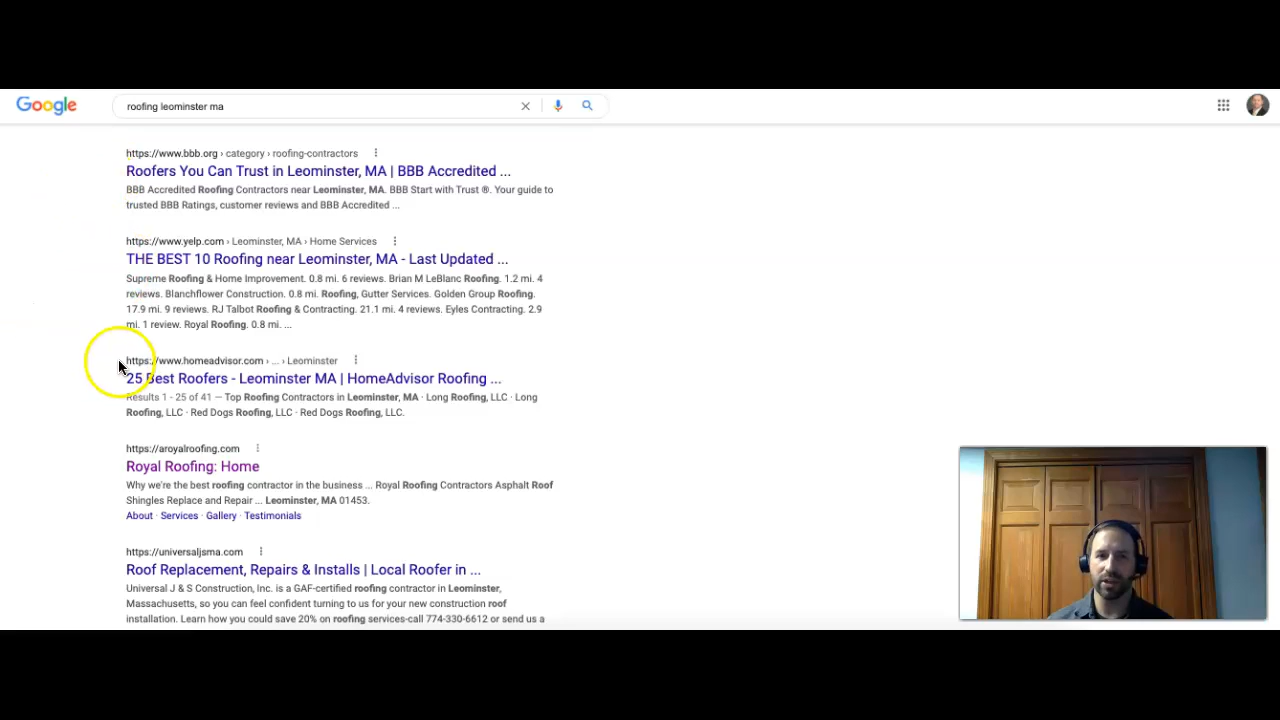 Google
roofing leominster ma
https://www.bbb.org › category › roofing-contractors
Roofers You Can Trust in Leominster, MA | BBB Accredited ...
BBB Accredited Roofing Contractors near Leominster, MA. BBB Start with Trust ®. Your guide to
trusted BBB Ratings, customer reviews and BBB Accredited ...
https://www.yelp.com › Leominster, MA › Home Services
THE BEST 10 Roofing near Leominster, MA - Last Updated ...
Supreme Roofing & Home Improvement. 0.8 mi. 6 reviews. Brian M LeBlanc Roofing. 1.2 mi. 4
reviews. Blanchflower Construction. 0.8 mi. Roofing, Gutter Services. Golden Group Roofing.
17.9 mi. 9 reviews. RJ Talbot Roofing & Contracting. 21.1 mi. 4 reviews. Eyles Contracting. 2.9
mi. 1 review. Royal Roofing. 0.8 mi. ...
https://www.homeadvisor.com › ... › Leominster
25 Best Roofers - Leominster MA | HomeAdvisor Roofing ...
Results 1 - 25 of 41 — Top Roofing Contractors in Leominster, MA · Long Roofing, LLC · Long
Roofing, LLC · Red Dogs Roofing, LLC · Red Dogs Roofing, LLC.
https://aroyalroofing.com
Royal Roofing: Home
Why we're the best roofing contractor in the business ... Royal Roofing Contractors Asphalt Roof
Shingles Replace and Repair ... Leominster, MA 01453.
About · Services · Gallery · Testimonials
https://universaljsma.com
Roof Replacement, Repairs & Installs | Local Roofer in ...
Universal J & S Construction, Inc. is a GAF-certified roofing contractor in Leominster,
Massachusetts, so you can feel confident turning to us for your new construction roof
installation. Learn how you could save 20% on roofing services-call 774-330-6612 or send us a